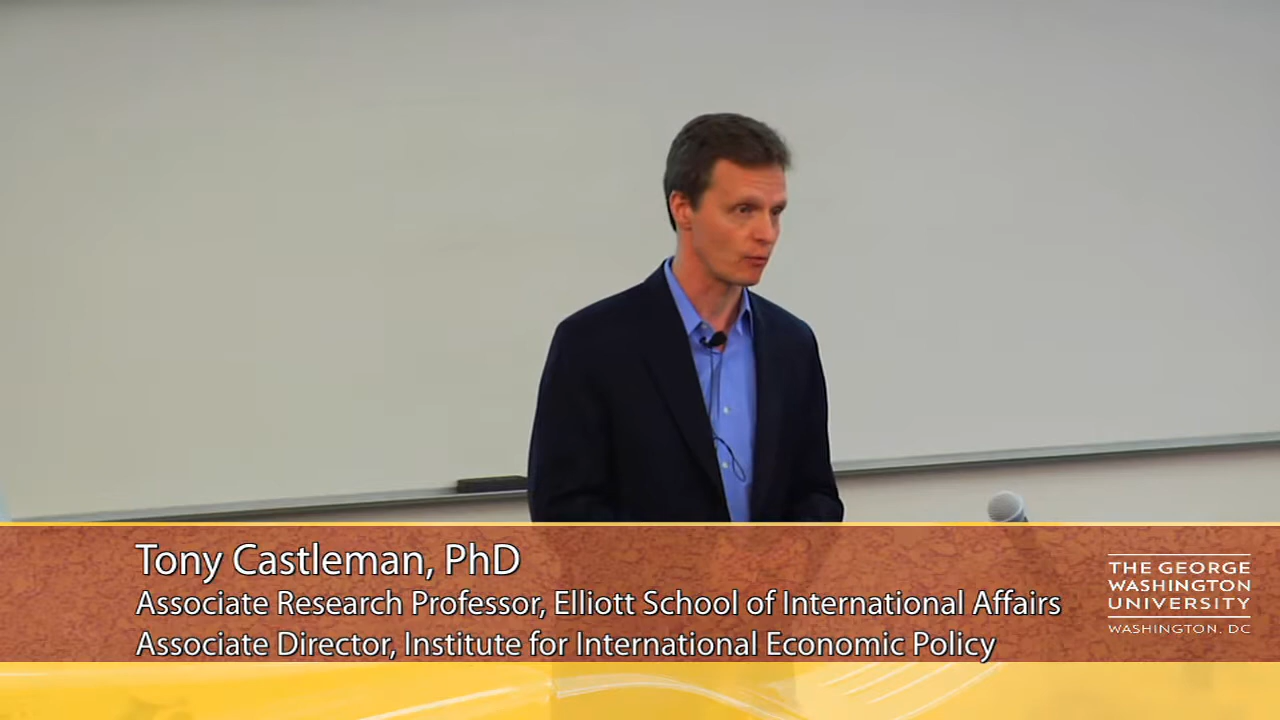 Tony Castleman, PhD
Associate Research Professor, Elliott School of International Affairs
Associate Director, Institute for International Economic Policy
THE GEORGE
WASHINGTON
UNIVERSITY
WASHINGTON, DC